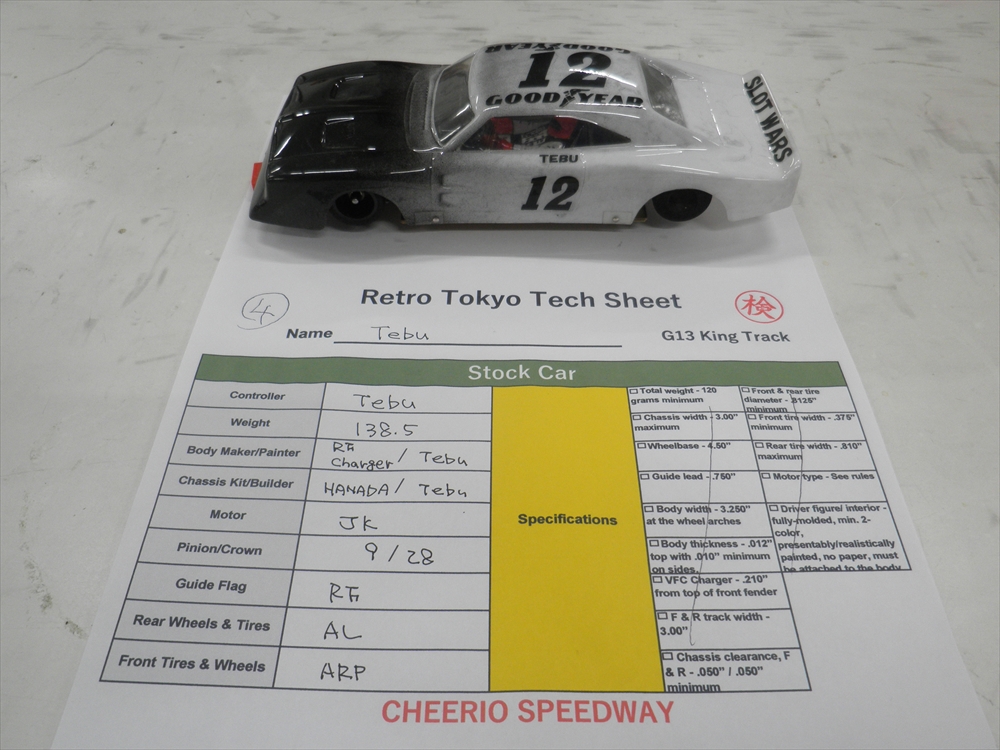 GOODYEAR
12
GOODYEAR
SLOT WARS
TEBU
12
4
Retro Tokyo Tech Sheet
検
Name Tebu
G13 King Track
Stock Car
Controller Tebu
Weight 138.5
Body Maker/Painter
Charger / Tebu
Chassis Kit/Builder HANADA / Tebu
Motor JK
Pinion/Crown 9/28
Guide Flag
Rear Wheels & Tires AL
Front Tires & Wheels ARP
Specifications
Total weight - 120
grams minimum
Chassis width - 3.00"
maximum
Wheelbase - 4.50"
Guide lead - .750"
Body width - 3.250"
at the wheel arches
Body thickness - .012"
top with .010" minimum
on sides.
VFC Charger - .210"
from top of front fender
F & R track width -
3.00"
Chassis clearance, F
& R - .050" / .050"
minimum
Front & rear tire
diameter - .8125"
minimum
Front tire width - .375"
minimum
Rear tire width - .810"
maximum
Motor type - See rules
Driver figure/ interior -
fully-molded, min. 2-
color,
presentably/realistically
painted, no paper, must
be attached to the body
CHEERIO SPEEDWAY